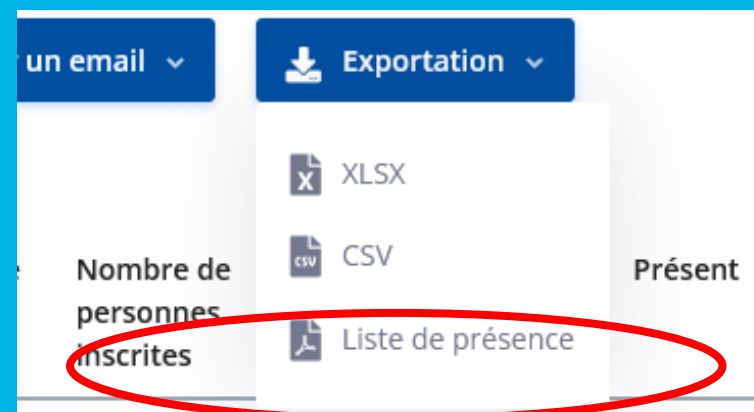 un email
Exportation
XLSX
CSV
Nombre de
personnes
inscrites
Liste de présence
Présent